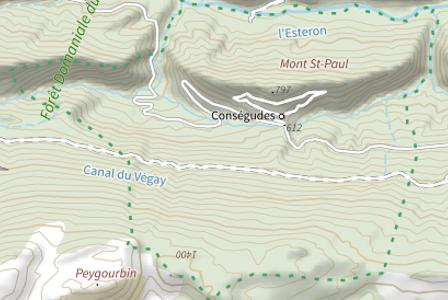 l'Esteron
Forêt Domaniale du
Mont St-Paul
797
Conségudes
612
Canal du Végay
1400
Peygourbin